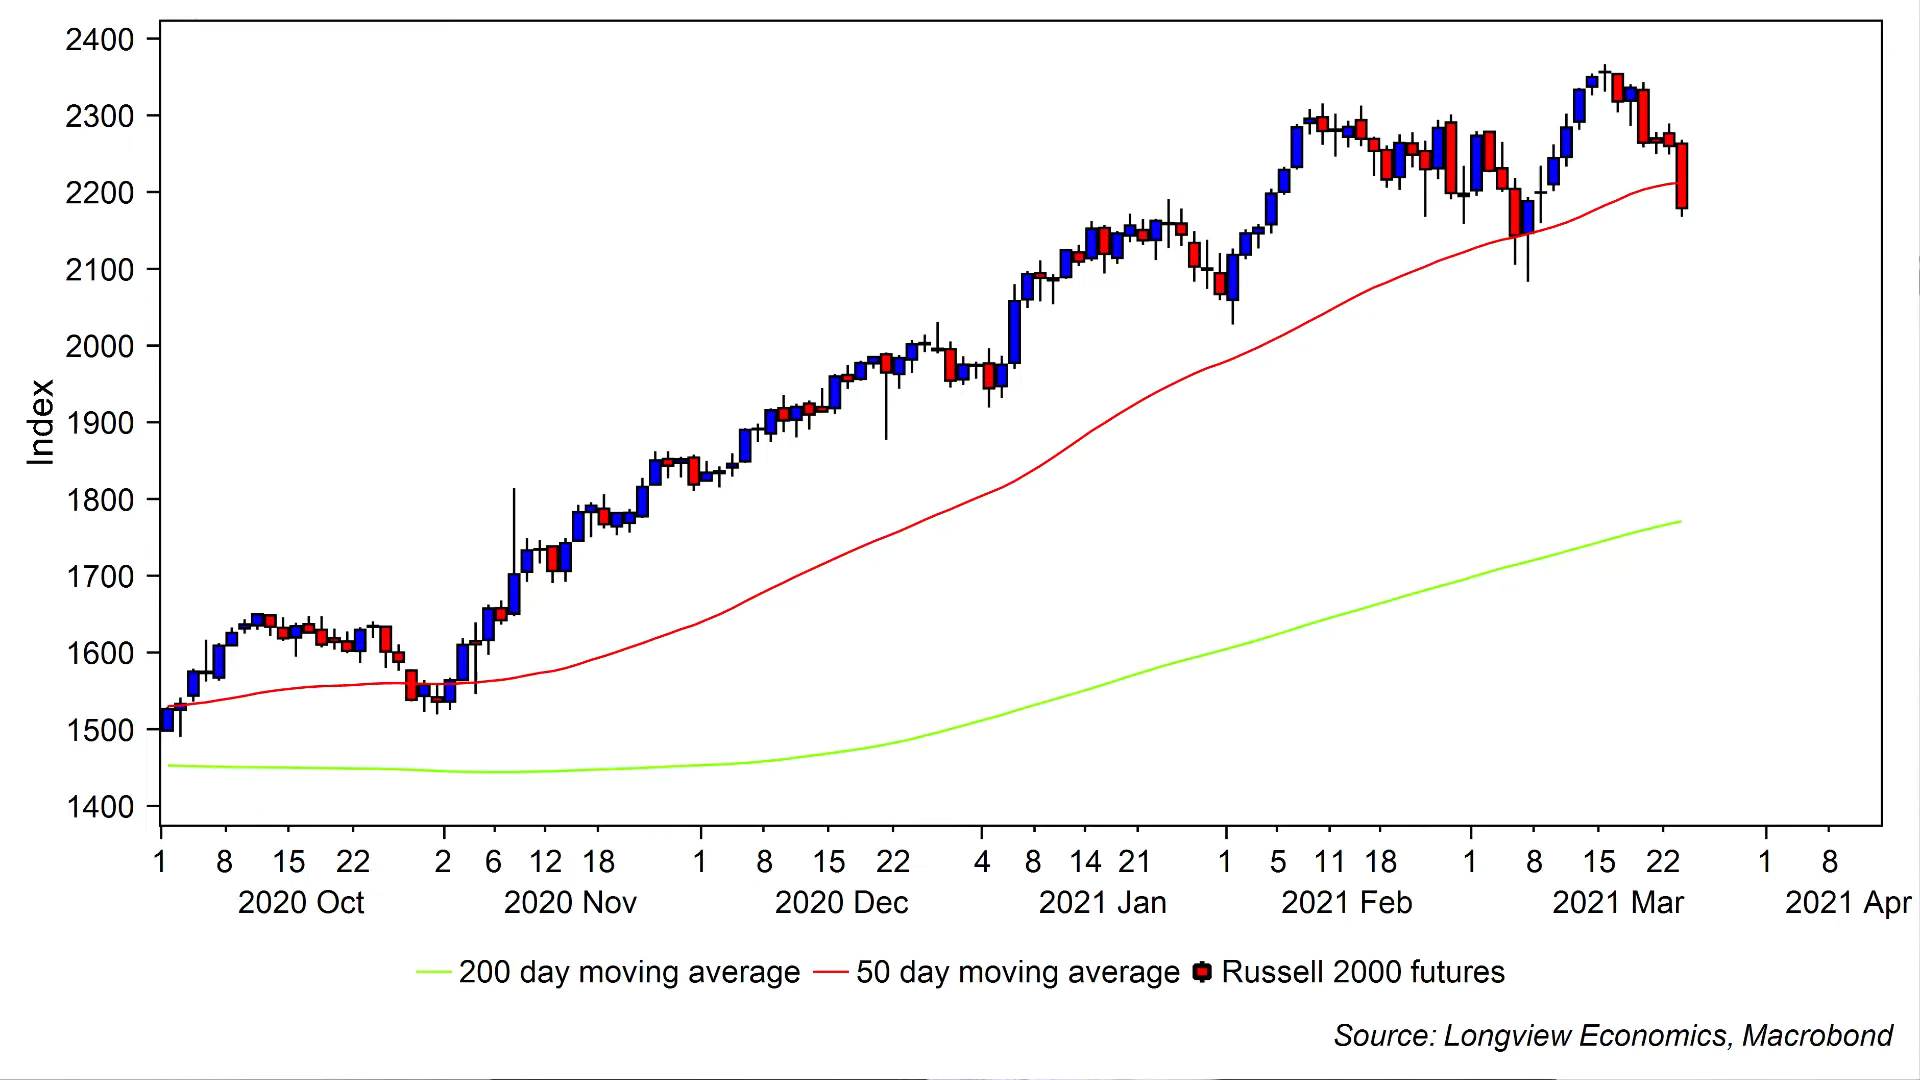 2400
2300
2200
2100
2000
1900
1800
1700
1600
1500
1400
Index
1 8 15 22 2 6 12 18 1 8 15 22 4 8 14 21 1 5 11 18 1 8 15 22 1 8
2020 Oct 2020 Nov 2020 Dec 2021 Jan 2021 Feb 2021 Mar 2021 Apr
200 day moving average 50 day moving average Russell 2000 futures
Source: Longview Economics, Macrobond